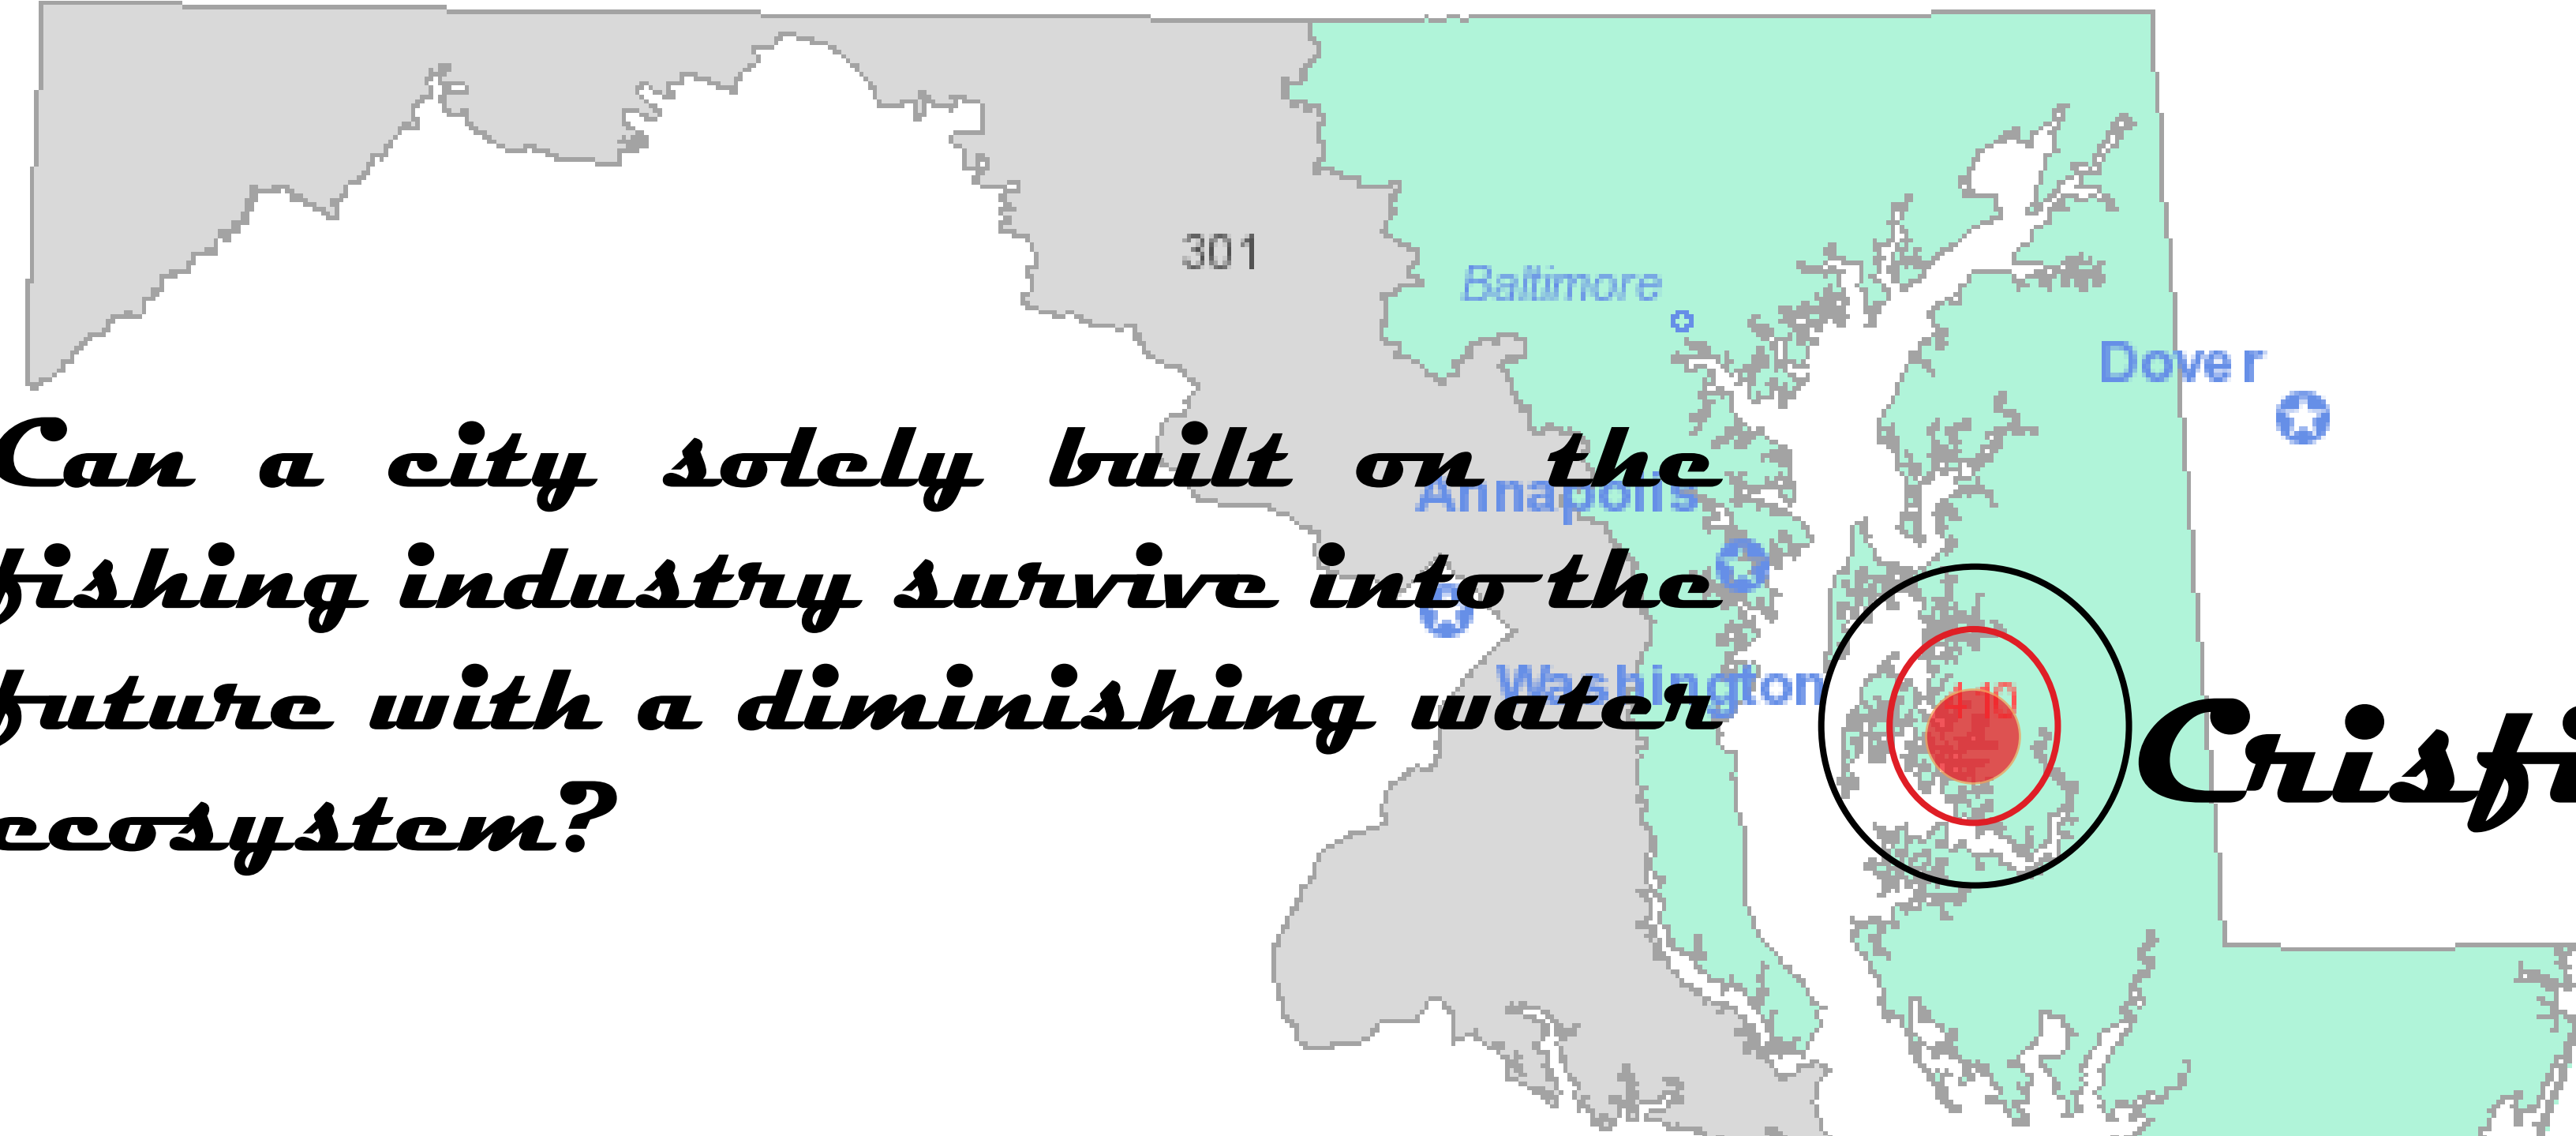 301
Baltimore
Dover
Can a city solely built on the
Annapolis
fishing industry survive into the
future with a diminishing water
Washington
410
Crisfi
ecosystem?